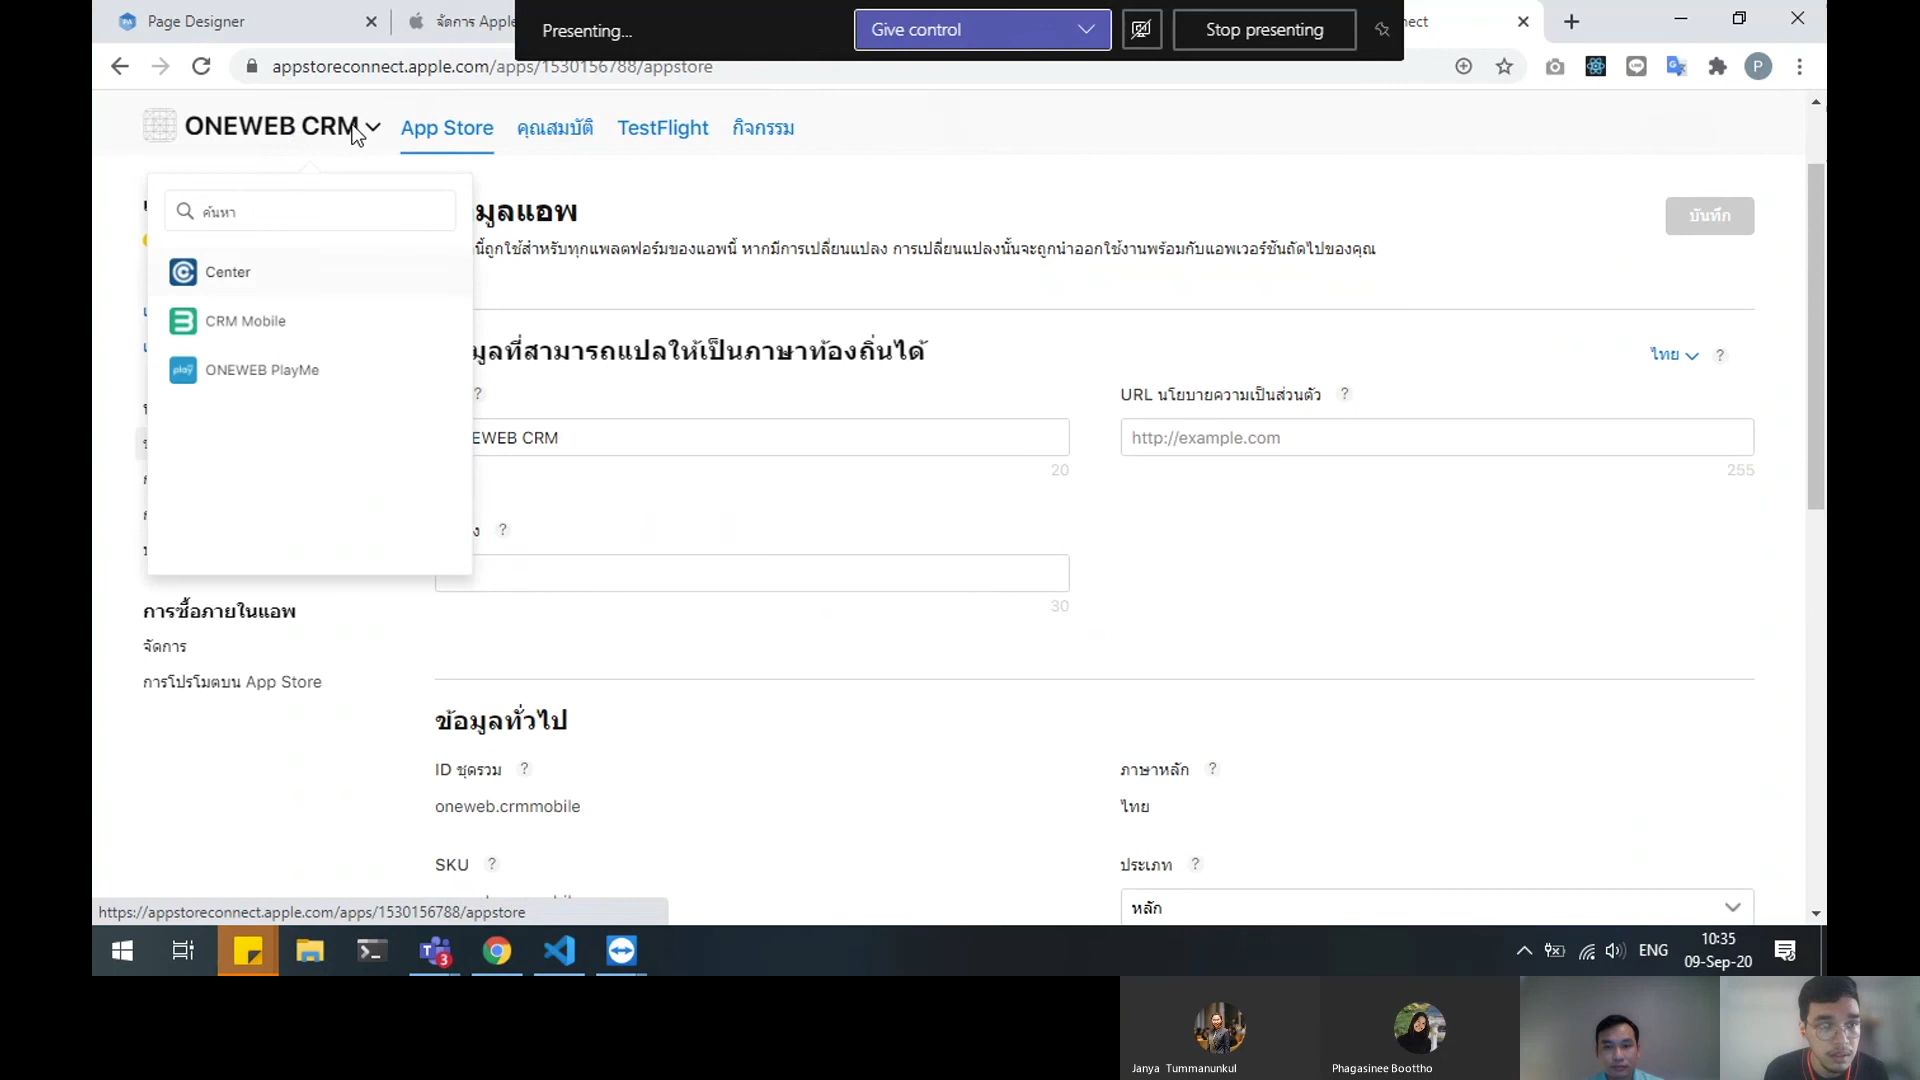 Page Designer
จัดการ Apple
Presenting...
Give control
Stop presenting
nect
appstoreconnect.apple.com/apps/1530156788/appstore
P
ONEWEB CRM
App Store
คุณสมบัติ
TestFlight
กิจกรรม
ค้นหา
Center
CRM Mobile
play
ONEWEB PlayMe
มูลแอพ
บันทึก
นี้ถูกใช้สำหรับทุกแพลตฟอร์มของแอพนี้ หากมีการเปลี่ยนแปลง การเปลี่ยนแปลงนั้นจะถูกนำออกใช้งานพร้อมกับแอพเวอร์ชันถัดไปของคุณ
มูลที่สามารถแปลให้เป็นภาษาท้องถิ่นได้
ไทย ?
?
URL นโยบายความเป็นส่วนตัว ?
EWEB CRM
http://example.com
20
255
ง ?
30
การซื้อภายในแอพ
จัดการ
การโปรโมตบน App Store
ข้อมูลทั่วไป
ID ชุดรวม ?
ภาษาหลัก ?
oneweb.crmmobile
ไทย
SKU ?
ประเภท ?
หลัก
https://appstoreconnect.apple.com/apps/1530156788/appstore
3
ENG
10:35
09-Sep-20
Janya Tummanunkul
Phagasinee Boottho